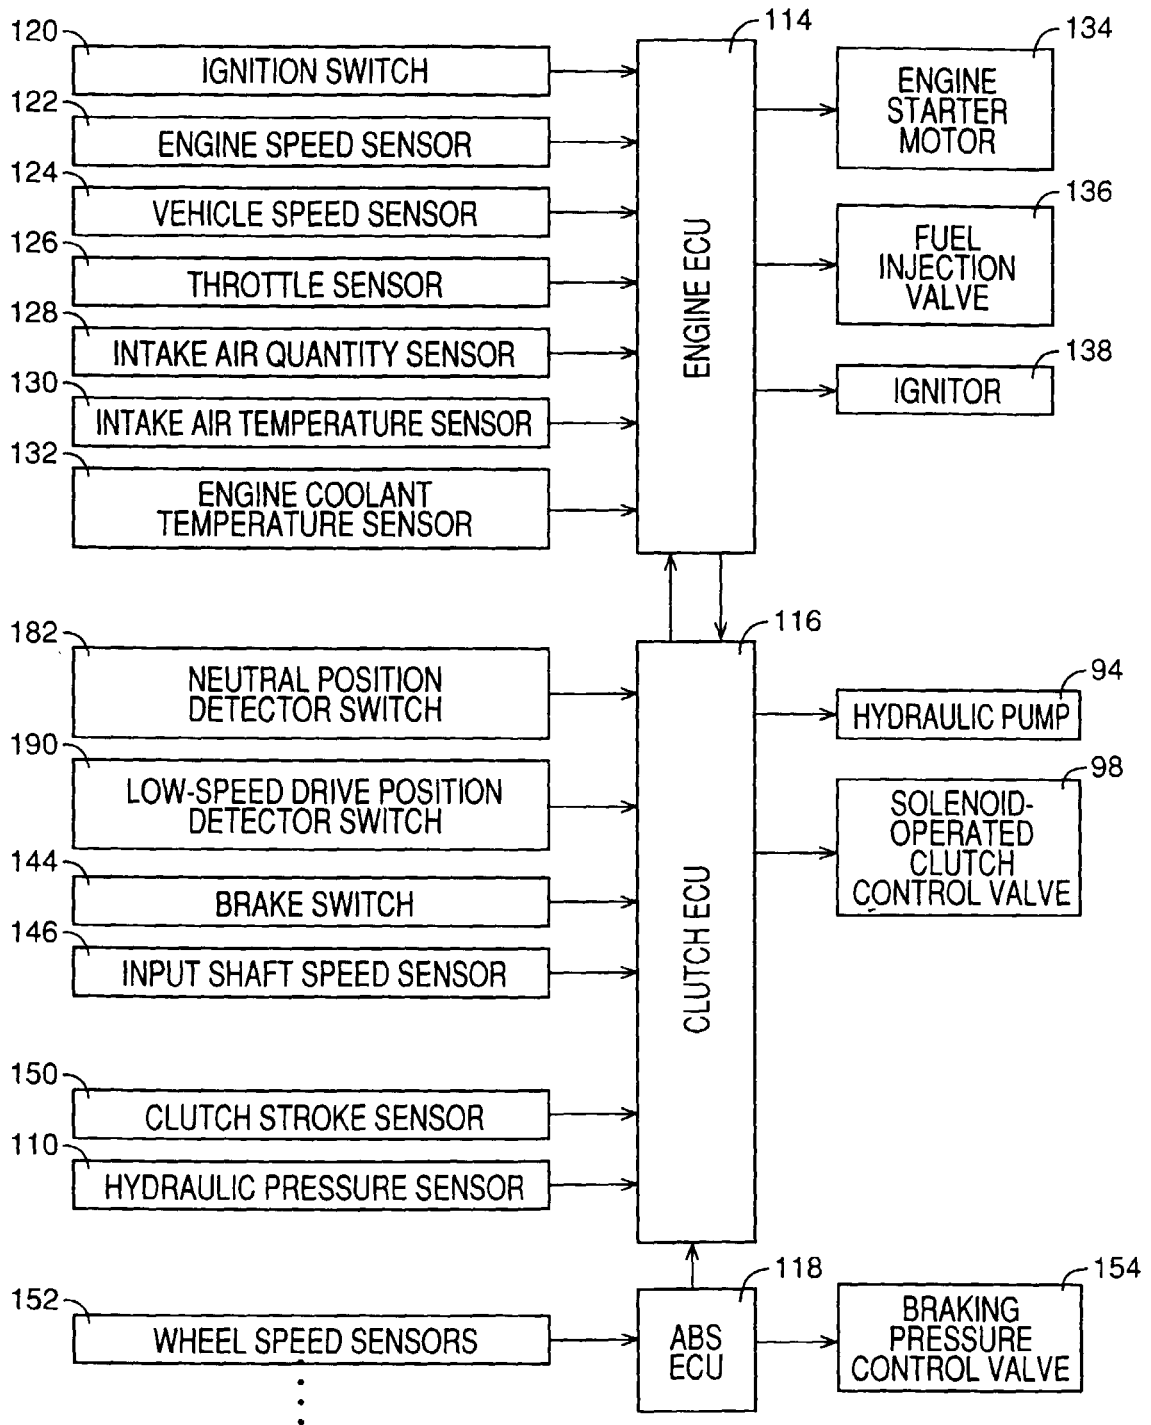 120
IGNITION SWITCH
122
ENGINE SPEED SENSOR
124
VEHICLE SPEED SENSOR
126
THROTTLE SENSOR
128
INTAKE AIR QUANTITY SENSOR
130
INTAKE AIR TEMPERATURE SENSOR
132
ENGINE COOLANT
TEMPERATURE SENSOR
114
ENGINE ECU
134
ENGINE
STARTER
MOTOR
136
FUEL
INJECTION
VALVE
138
IGNITOR
182
NEUTRAL POSITION
DETECTOR SWITCH
190
LOW-SPEED DRIVE POSITION
DETECTOR SWITCH
144
BRAKE SWITCH
146
INPUT SHAFT SPEED SENSOR
150
CLUTCH STROKE SENSOR
110
HYDRAULIC PRESSURE SENSOR
116
CLUTCH ECU
94
HYDRAULIC PUMP
98
SOLENOID-
OPERATED
CLUTCH
CONTROL VALVE
152
WHEEL SPEED SENSORS
118
ABS
ECU
154
BRAKING
PRESSURE
CONTROL VALVE